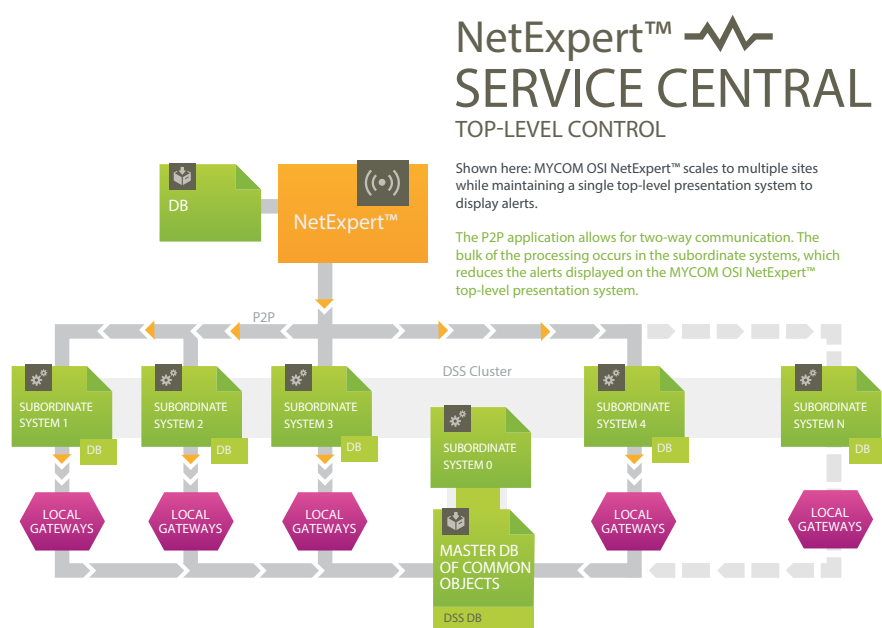 NetExpert™
SERVICE CENTRAL
TOP-LEVEL CONTROL
Shown here: MYCOM OSI NetExpert™ scales to multiple sites
while maintaining a single top-level presentation system to
display alerts.
The P2P application allows for two-way communication. The
bulk of the processing occurs in the subordinate systems, which
reduces the alerts displayed on the MYCOM OSI NetExpert™
top-level presentation system.
DB
NetExpert™
P2P
DSS Cluster
SUBORDINATE
SYSTEM 1
DB
SUBORDINATE
SYSTEM 2
DB
SUBORDINATE
SYSTEM 3
DB
SUBORDINATE
SYSTEM 0
SUBORDINATE
SYSTEM 4
DB
SUBORDINATE
SYSTEM N
DB
LOCAL
GATEWAYS
LOCAL
GATEWAYS
LOCAL
GATEWAYS
LOCAL
GATEWAYS
LOCAL
GATEWAYS
MASTER DB
OF COMMON
OBJECTS
DSS DB